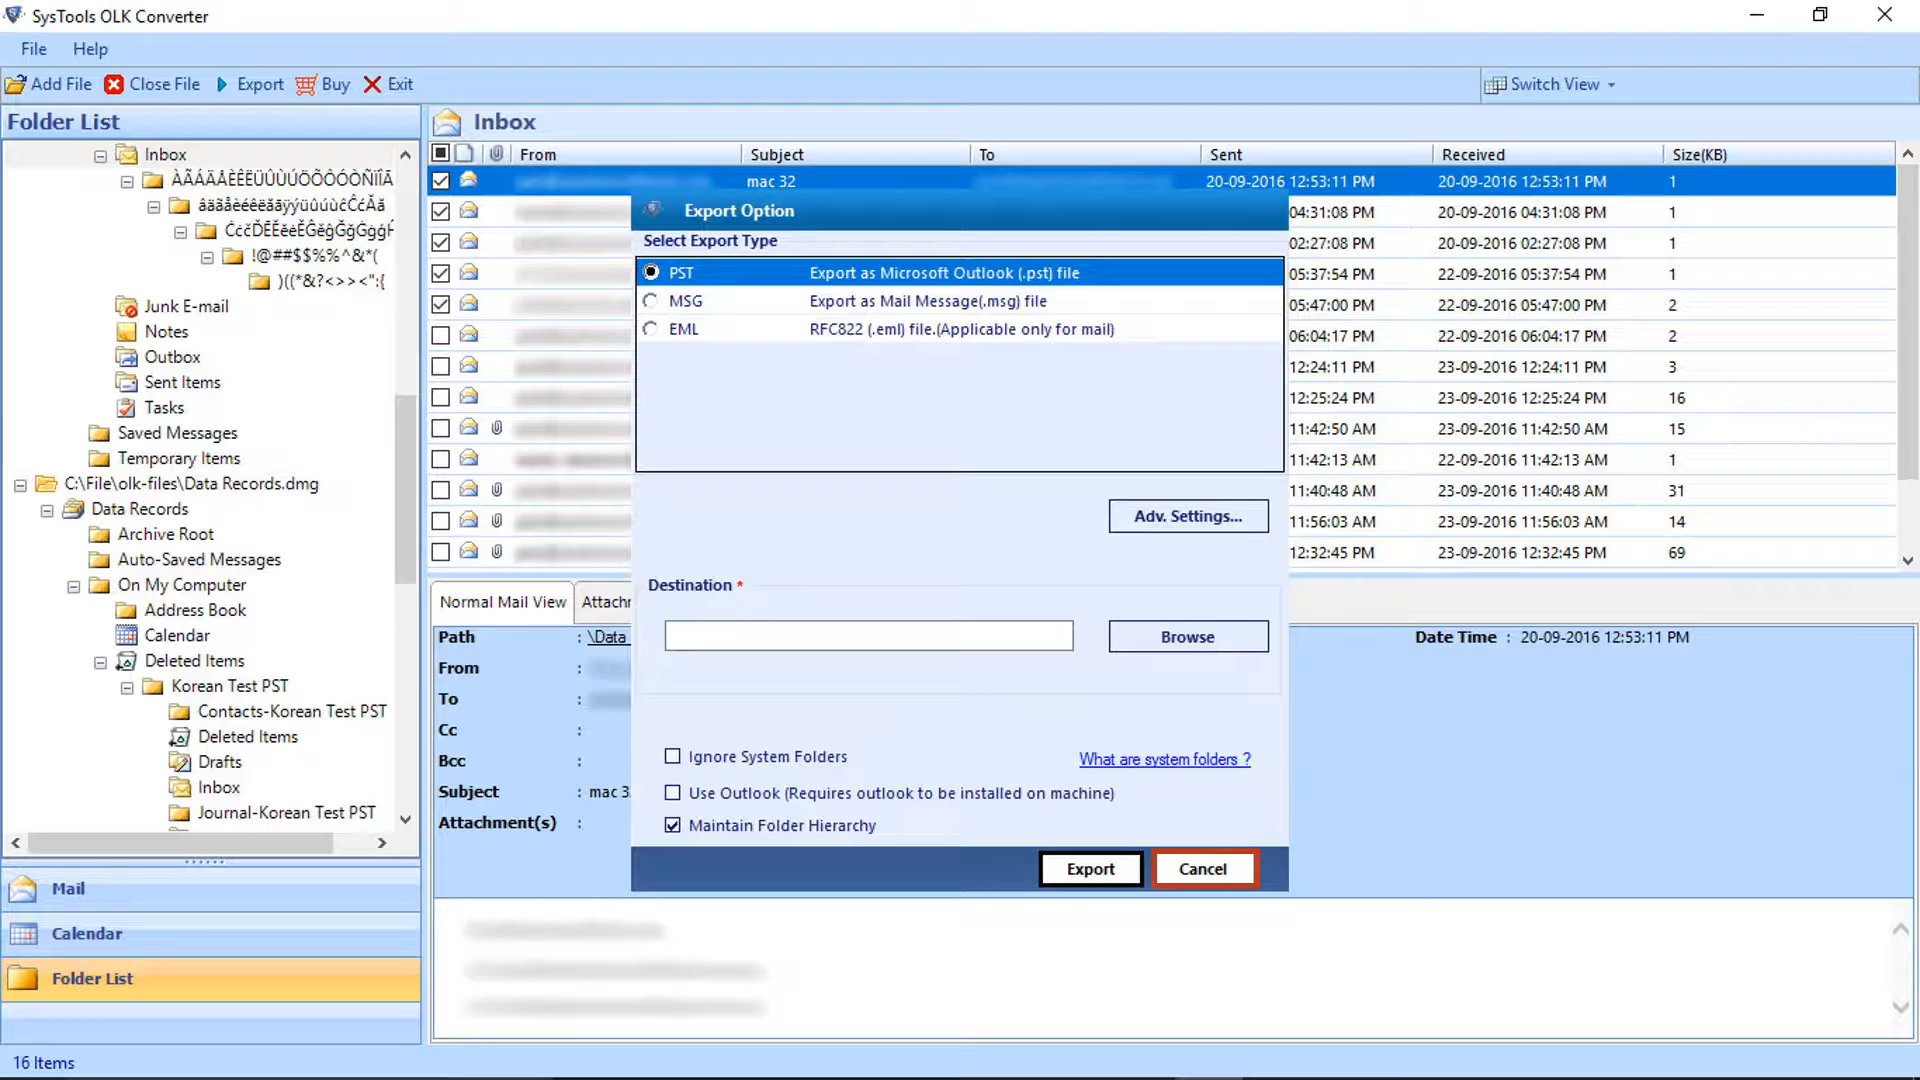 SysTools OLK Converter
File Help
Add File Close File Export Buy Exit Switch View
Folder List
Inbox
ÀÃÁÄÂÈÊËÜÛÙÚÕÕÔÓÒÑÏÎÃ
!@##$$%%^&*(
)((*&?<><":{
Junk E-mail
Notes
Outbox
Sent Items
Tasks
Saved Messages
Temporary Items
C:\File\olk-files\Data Records.dmg
Data Records
Archive Root
Auto-Saved Messages
On My Computer
Address Book
Calendar
Deleted Items
Korean Test PST
Contacts-Korean Test PST
Deleted Items
Drafts
Inbox
Journal-Korean Test PST
Mail
Calendar
Folder List
16 Items
Inbox
From Subject To Sent Received Size(KB)
mac 32 20-09-2016 12:53:11 PM 20-09-2016 12:53:11 PM 1
04:31:08 PM 20-09-2016 04:31:08 PM 1
02:27:08 PM 20-09-2016 02:27:08 PM 1
05:37:54 PM 22-09-2016 05:37:54 PM 1
05:47:00 PM 22-09-2016 05:47:00 PM 2
06:04:17 PM 22-09-2016 06:04:17 PM 2
12:24:11 PM 23-09-2016 12:24:11 PM 3
12:25:24 PM 23-09-2016 12:25:24 PM 16
11:42:50 AM 23-09-2016 11:42:50 AM 15
11:42:13 AM 22-09-2016 11:42:13 AM 1
11:40:48 AM 23-09-2016 11:40:48 AM 31
11:56:03 AM 23-09-2016 11:56:03 AM 14
12:32:45 PM 23-09-2016 12:32:45 PM 69
Export Option
Select Export Type
PST Export as Microsoft Outlook (.pst) file
MSG Export as Mail Message(.msg) file
EML RFC822 (.eml) file.(Applicable only for mail)
Adv. Settings...
Destination *
Browse
Ignore System Folders What are system folders ?
Use Outlook (Requires outlook to be installed on machine)
Maintain Folder Hierarchy
Export Cancel
Normal Mail View Attachm
Path : \Data Date Time : 20-09-2016 12:53:11 PM
From :
To :
Cc :
Bcc :
Subject : mac 3
Attachment(s) :